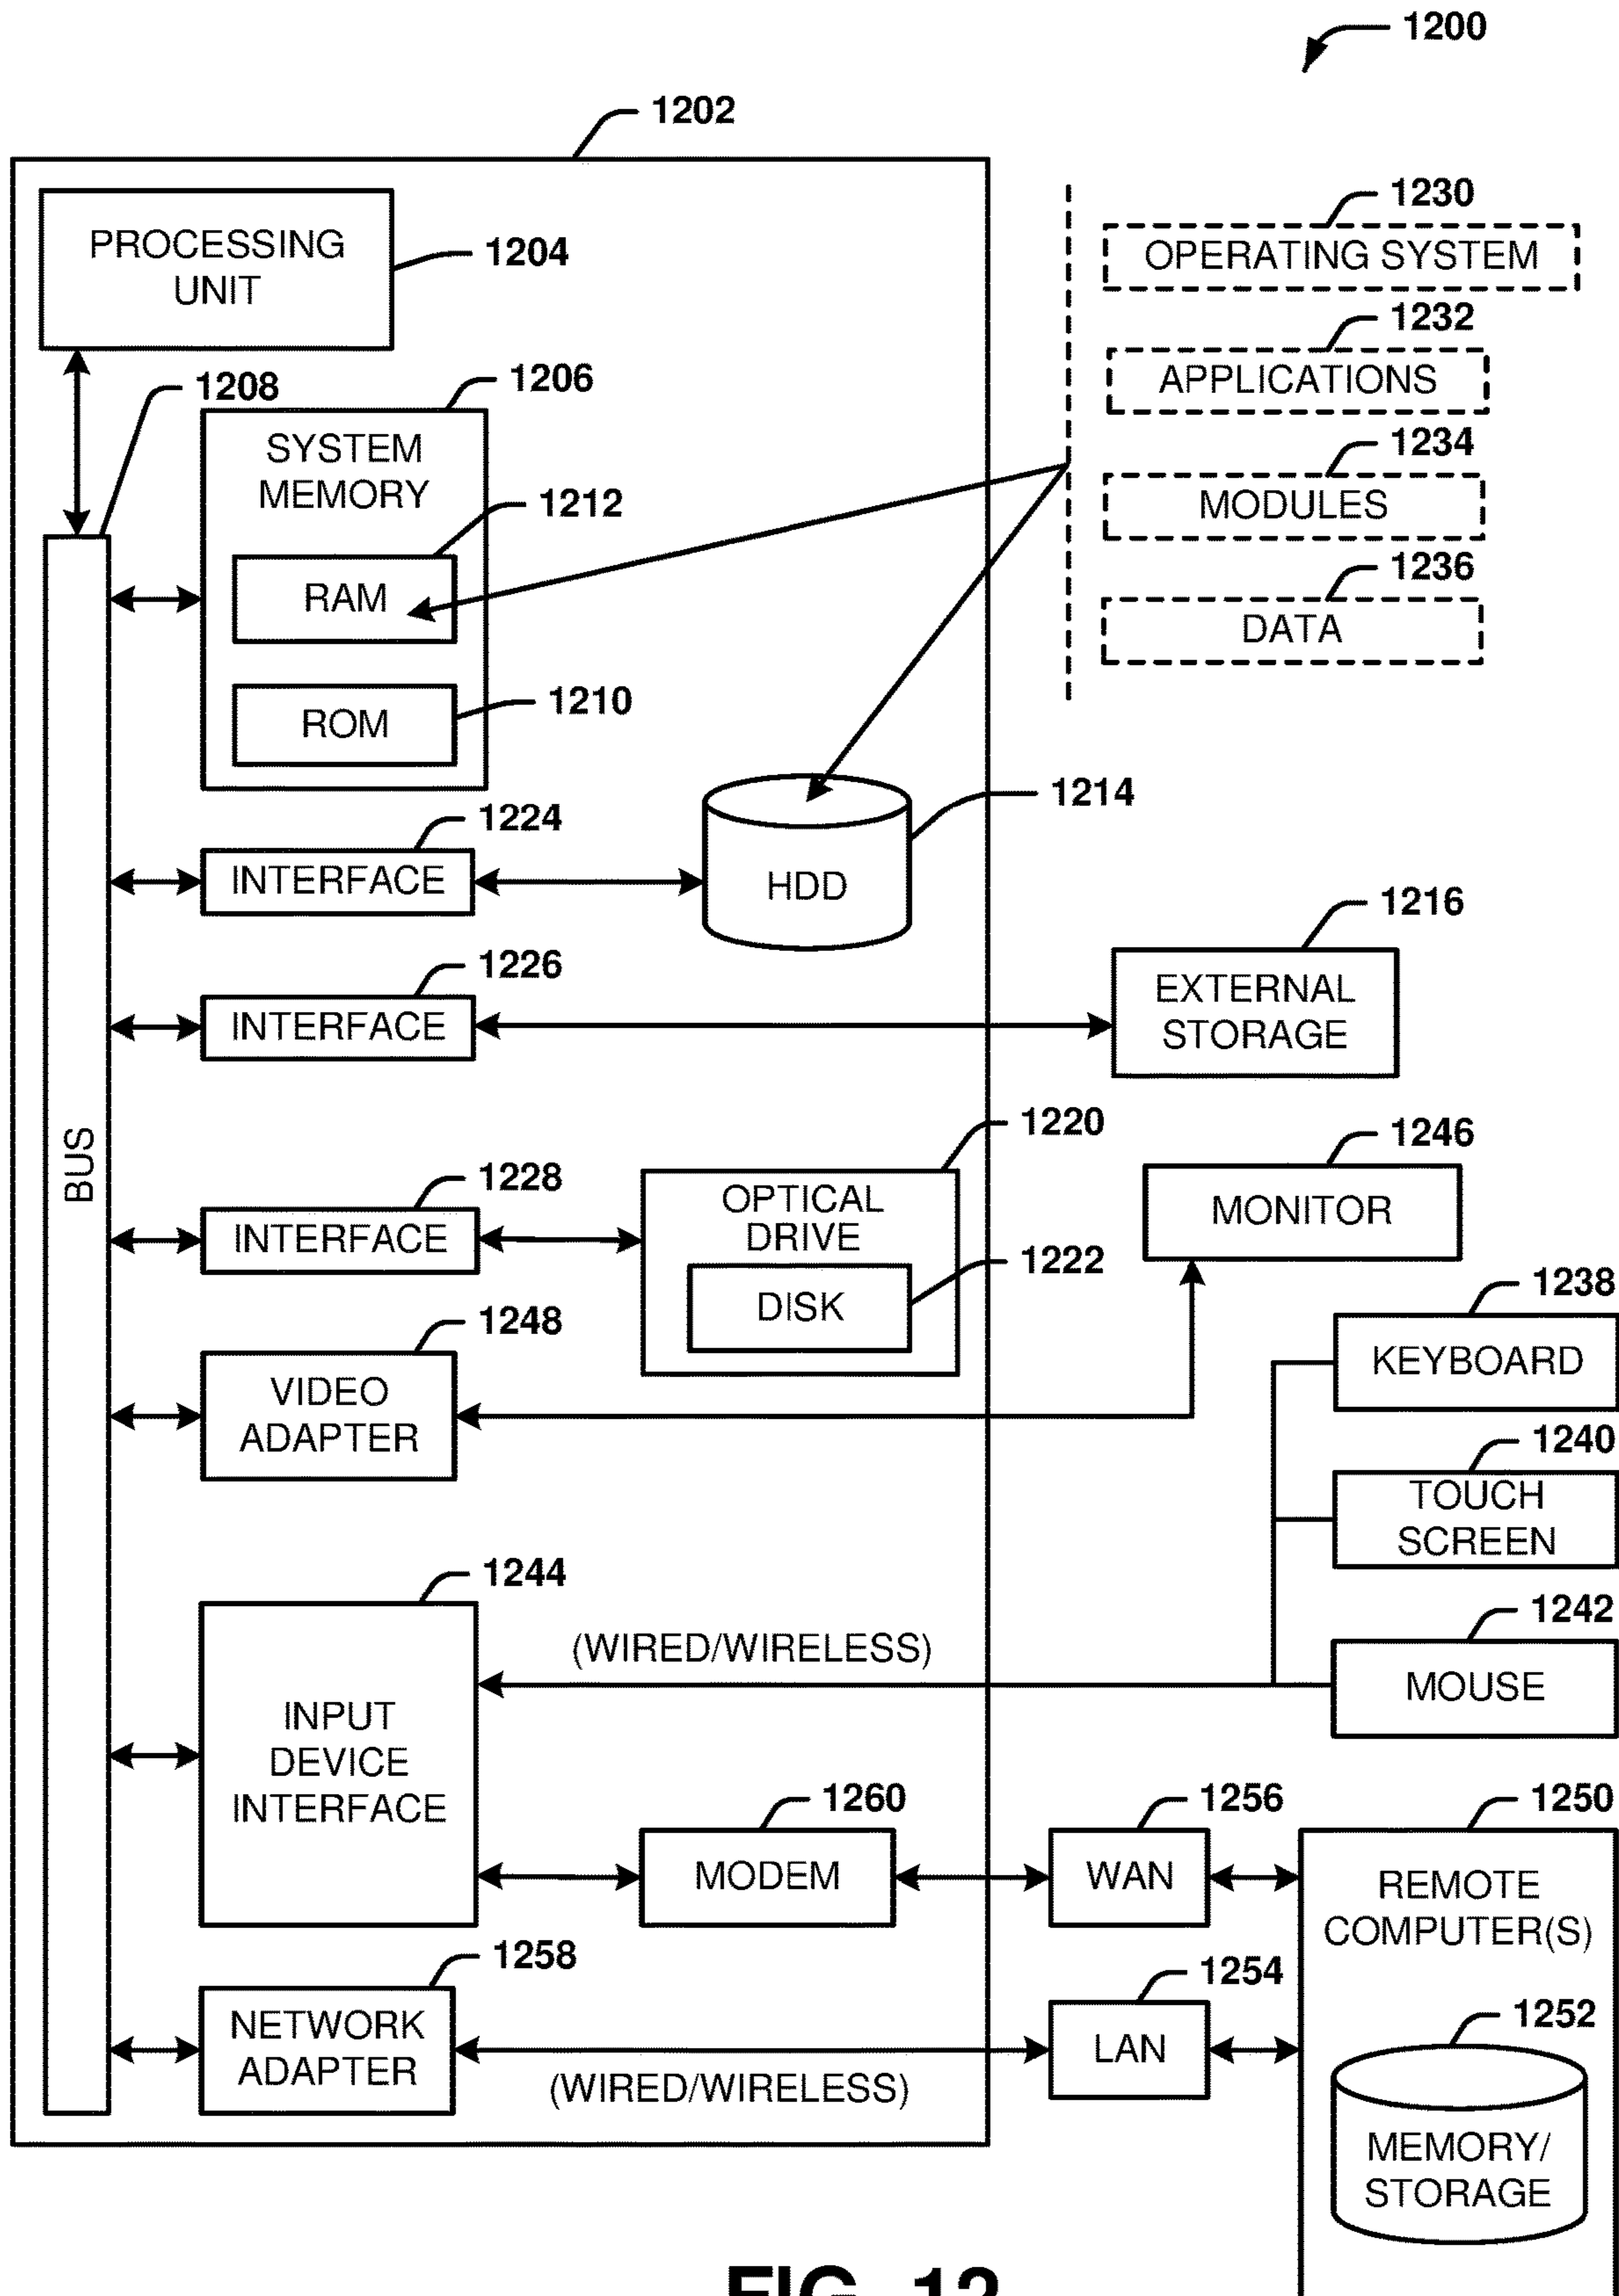 1200
1202
PROCESSING
UNIT
1204
1230
OPERATING SYSTEM
1232
APPLICATIONS
1234
MODULES
1236
DATA
1208
BUS
1206
SYSTEM
MEMORY
1212
RAM
1210
ROM
1224
INTERFACE
1214
HDD
1226
INTERFACE
1216
EXTERNAL
STORAGE
1228
INTERFACE
1220
OPTICAL
DRIVE
1222
DISK
1246
MONITOR
1248
VIDEO
ADAPTER
1238
KEYBOARD
1240
TOUCH
SCREEN
1242
MOUSE
1244
INPUT
DEVICE
INTERFACE
(WIRED/WIRELESS)
1260
MODEM
1256
WAN
1250
REMOTE
COMPUTER(S)
1258
NETWORK
ADAPTER
(WIRED/WIRELESS)
1254
LAN
1252
MEMORY/
STORAGE
FIG. 12